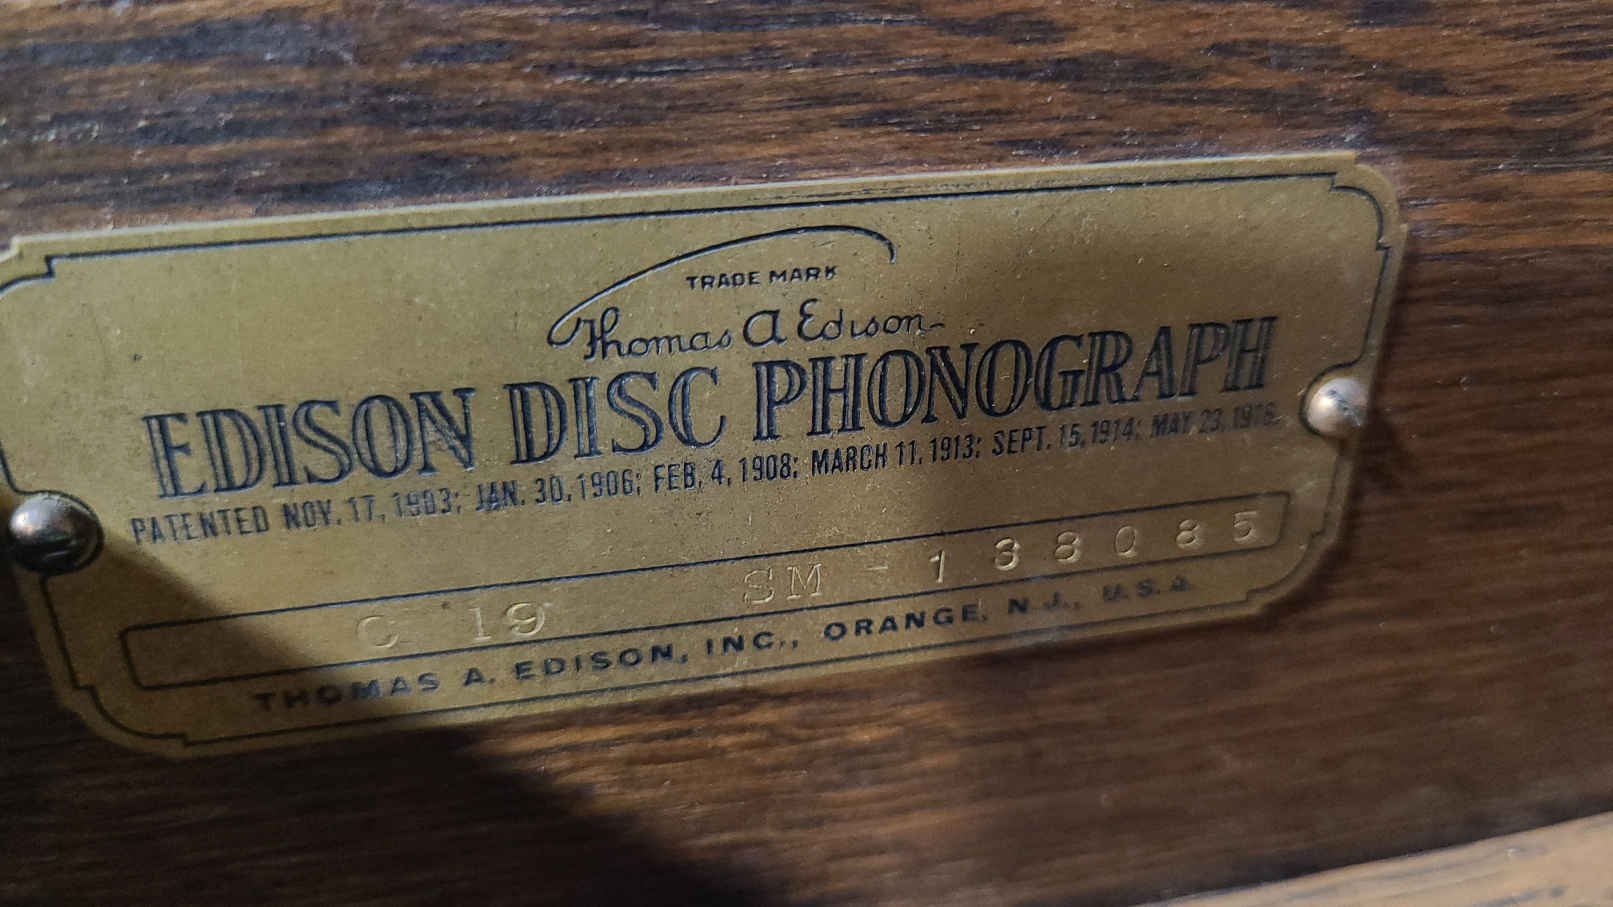 TRADE MARK
Thomas A Edison
EDISON DISC PHONOGRAPH
PATENTED NOV. 17, 1903; JAN. 30, 1906; FEB. 4, 1908; MARCH 11, 1913; SEPT. 15, 1914; MAY 23, 1916.
C 19 SM - 138085
THOMAS A. EDISON, INC., ORANGE, N.J., U.S.A.